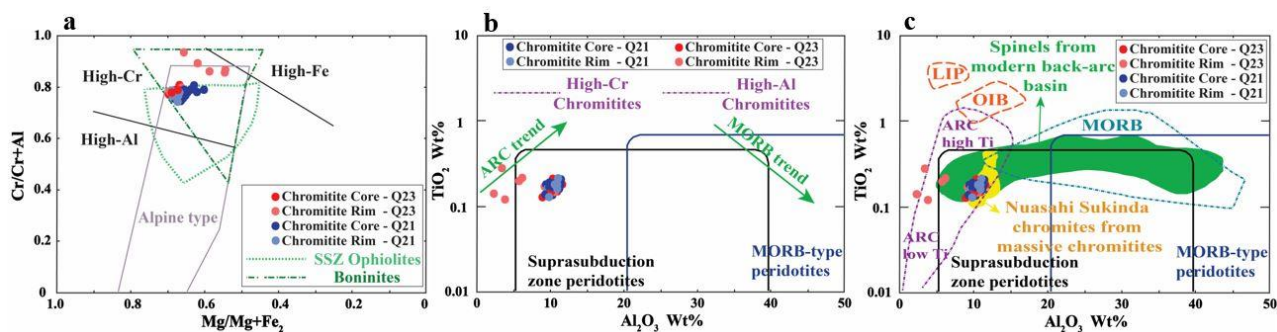 a
Cr/Cr+Al
1
0.8
0.6
0.4
0.2
0
1.0
0.8
0.6
0.4
0.2
0
Mg/Mg+Fe2
High-Cr
High-Fe
High-Al
Alpine type
Chromitite Core - Q23
Chromitite Rim - Q23
Chromitite Core - Q21
Chromitite Rim - Q21
SSZ Ophiolites
Boninites
b
TiO2 Wt%
10
1
0.1
0.01
0
10
20
30
40
50
Al2O3 Wt%
Chromitite Core - Q21
Chromitite Core - Q23
Chromitite Rim - Q21
Chromitite Rim - Q23
High-Cr
Chromitites
High-Al
Chromitites
ARC trend
MORB trend
Suprasubduction
zone peridotites
MORB-type
peridotites
c
TiO2 Wt%
10
1
0.1
0.01
0
10
20
30
40
50
Al2O3 Wt%
Spinels from
modern back-arc
basin
Chromitite Core - Q23
Chromitite Rim - Q23
Chromitite Core - Q21
Chromitite Rim - Q21
LIP
OIB
ARC
high Ti
MORB
Nuasahi Sukinda
chromites from
massive chromitites
ARC
low Ti
Suprasubduction
zone peridotites
MORB-type
peridotites